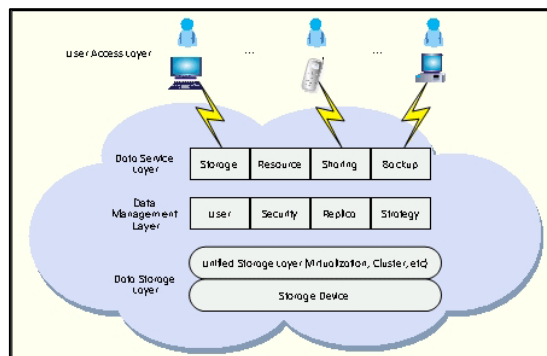 User Access Layer
... ...
Data Service Layer
Storage Resource Sharing Backup
Data Management Layer
User Security Replica Strategy
Data Storage Layer
Unified Storage Layer (Virtualization, Cluster, etc)
Storage Device